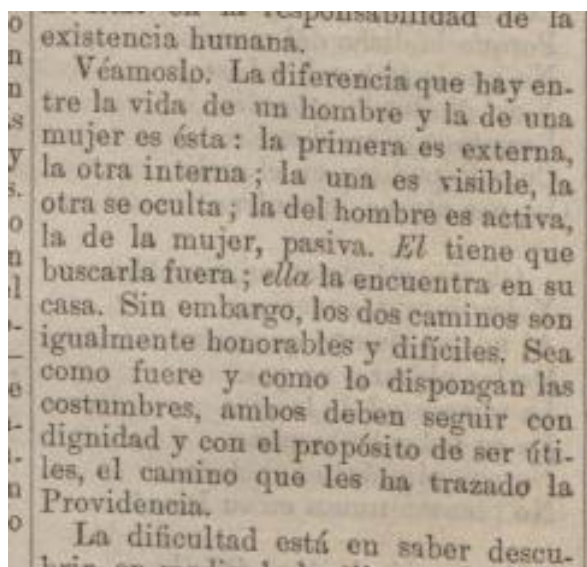 responsabilidad de la
existencia humana.
Véamoslo. La diferencia que hay en-
tre la vida de un hombre y la de una
mujer es ésta: la primera es externa,
la otra interna; la una es visible, la
otra se oculta; la del hombre es activa,
la de la mujer, pasiva. El tiene que
buscarla fuera; ella la encuentra en su
casa. Sin embargo, los dos caminos son
igualmente honorables y difíciles. Sea
como fuere y como lo dispongan las
costumbres, ambos deben seguir con
dignidad y con el propósito de ser úti-
les, el camino que les ha trazado la
Providencia.
La dificultad está en saber descu-